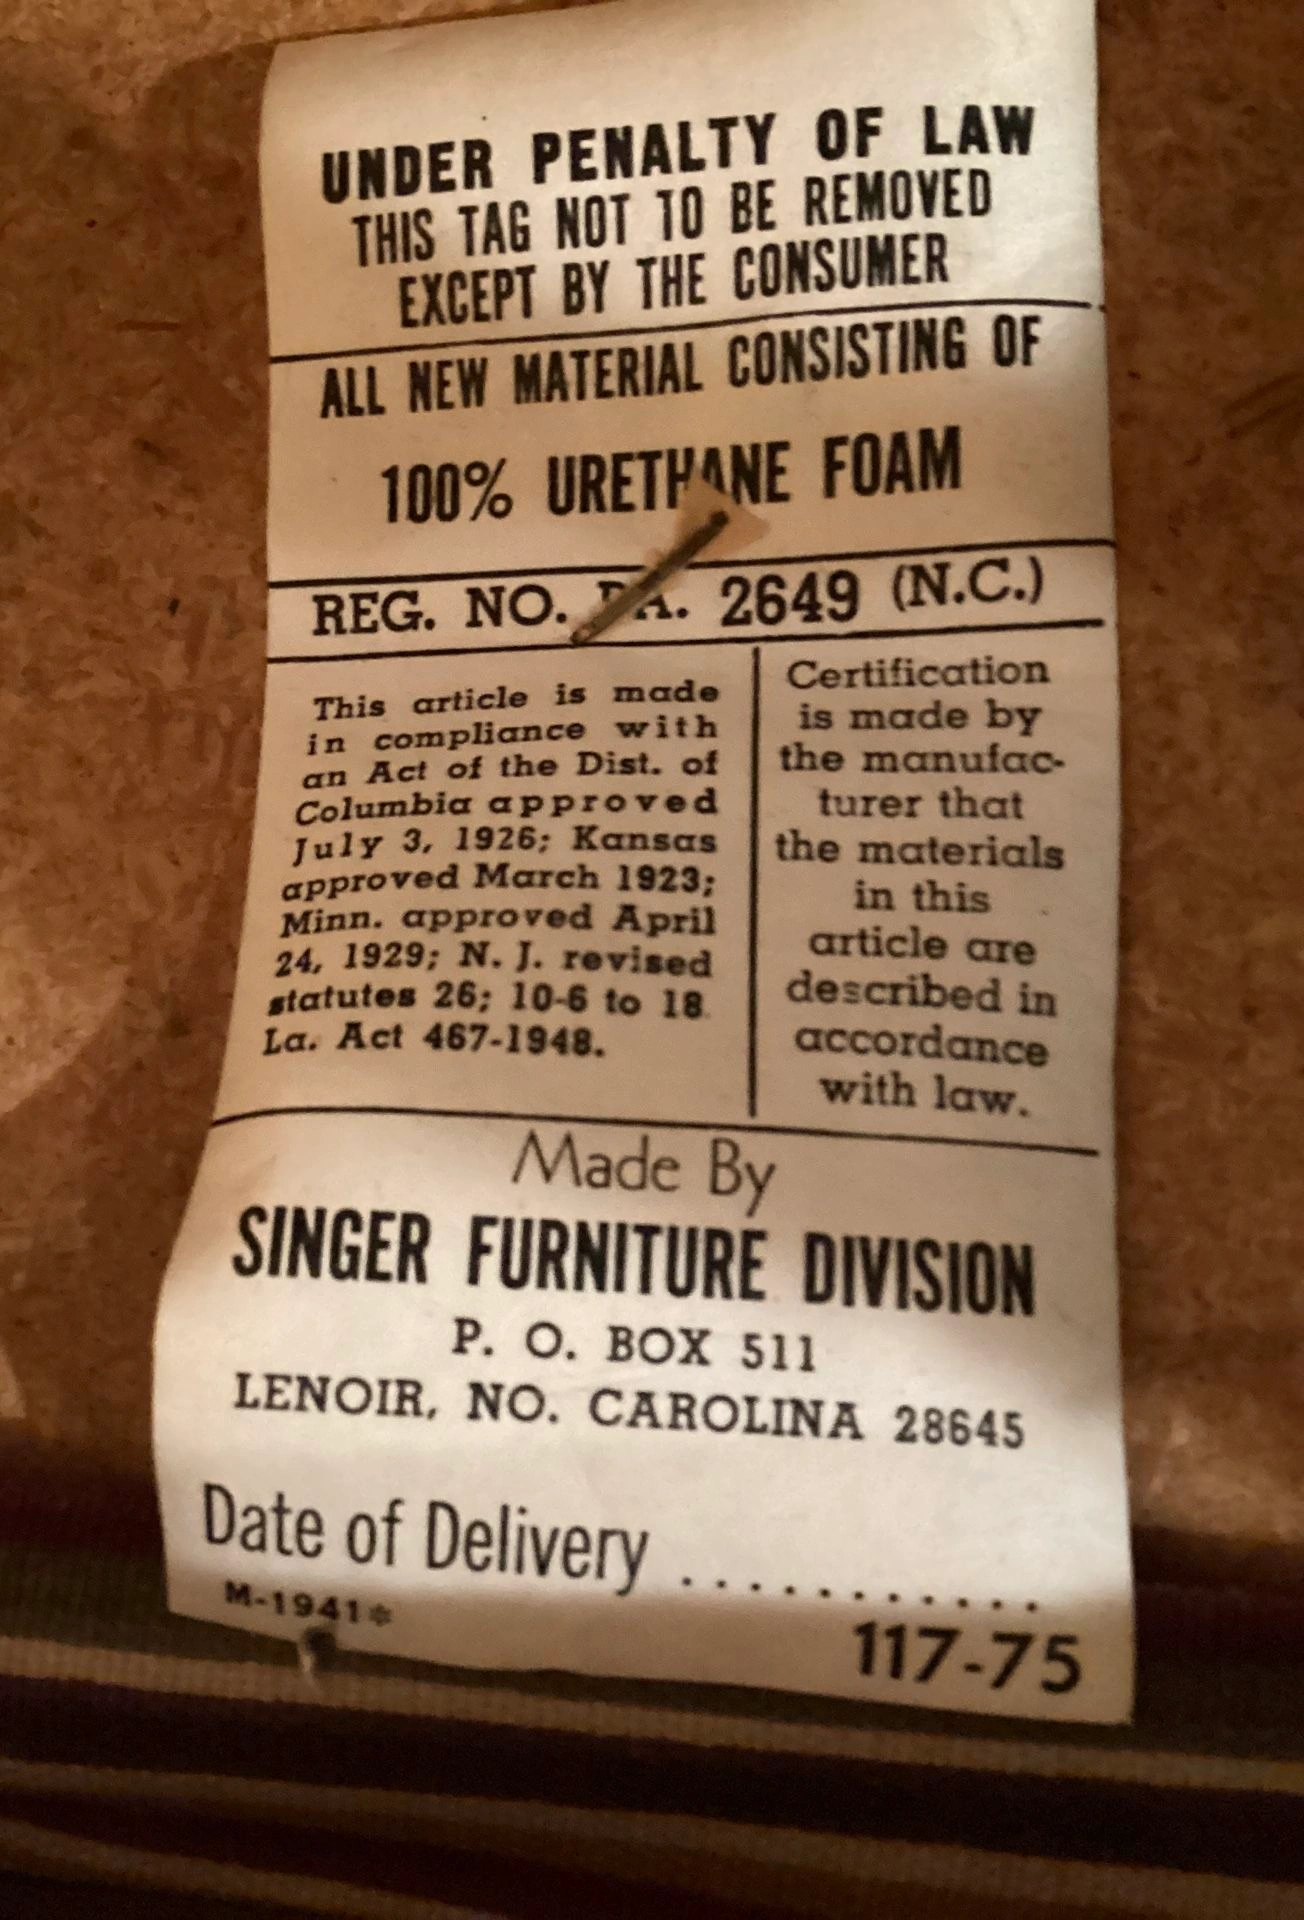 UNDER PENALTY OF LAW
THIS TAG NOT TO BE REMOVED
EXCEPT BY THE CONSUMER
ALL NEW MATERIAL CONSISTING OF
100% URETHANE FOAM
REG. NO. PA. 2649 (N.C.)
This article is made
in compliance with
an Act of the Dist. of
Columbia approved
July 3, 1926; Kansas
approved March 1923;
Minn. approved April
24, 1929; N. J. revised
statutes 26; 10-6 to 18
La. Act 467-1948.
Certification
is made by
the manufac-
turer that
the materials
in this
article are
described in
accordance
with law.
Made By
SINGER FURNITURE DIVISION
P. O. BOX 511
LENOIR, NO. CAROLINA 28645
Date of Delivery ...........
M-1941*
117-75